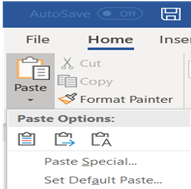 AutoSave Off
File Home Inser
Paste
Cut
Copy
Format Painter
Paste Options:
A
Paste Special...
Set Default Paste...